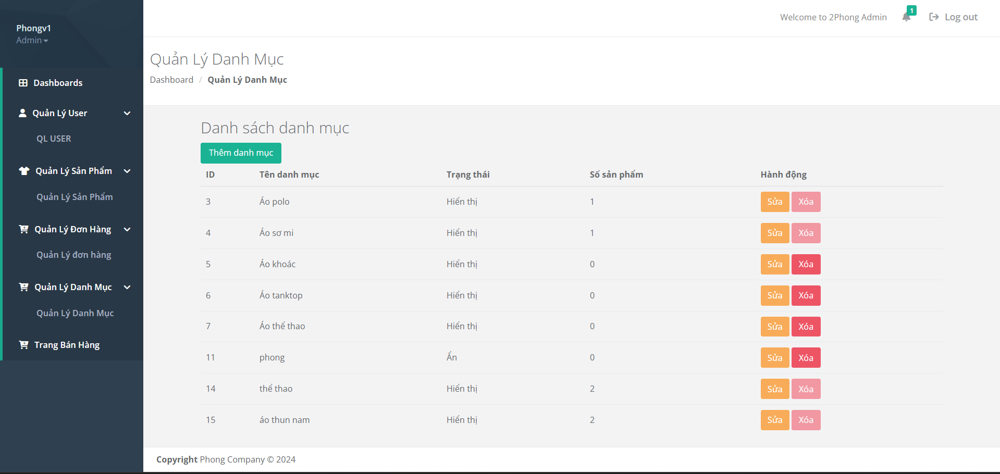 Phongv1
Admin
Dashboards
Quản Lý User
QL USER
Quản Lý Sản Phẩm
Quản Lý Sản Phẩm
Quản Lý Đơn Hàng
Quản Lý đơn hàng
Quản Lý Danh Mục
Quản Lý Danh Mục
Trang Bán Hàng
Welcome to 2Phong Admin 1 Log out
Quản Lý Danh Mục
Dashboard / Quản Lý Danh Mục
Danh sách danh mục
Thêm danh mục
ID Tên danh mục Trạng thái Số sản phẩm Hành động
3 Áo polo Hiển thị 1 Sửa Xóa
4 Áo sơ mi Hiển thị 1 Sửa Xóa
5 Áo khoác Hiển thị 0 Sửa Xóa
6 Áo tanktop Hiển thị 0 Sửa Xóa
7 Áo thể thao Hiển thị 0 Sửa Xóa
11 phong Ẩn 0 Sửa Xóa
14 thể thao Hiển thị 2 Sửa Xóa
15 áo thun nam Hiển thị 2 Sửa Xóa
Copyright Phong Company © 2024